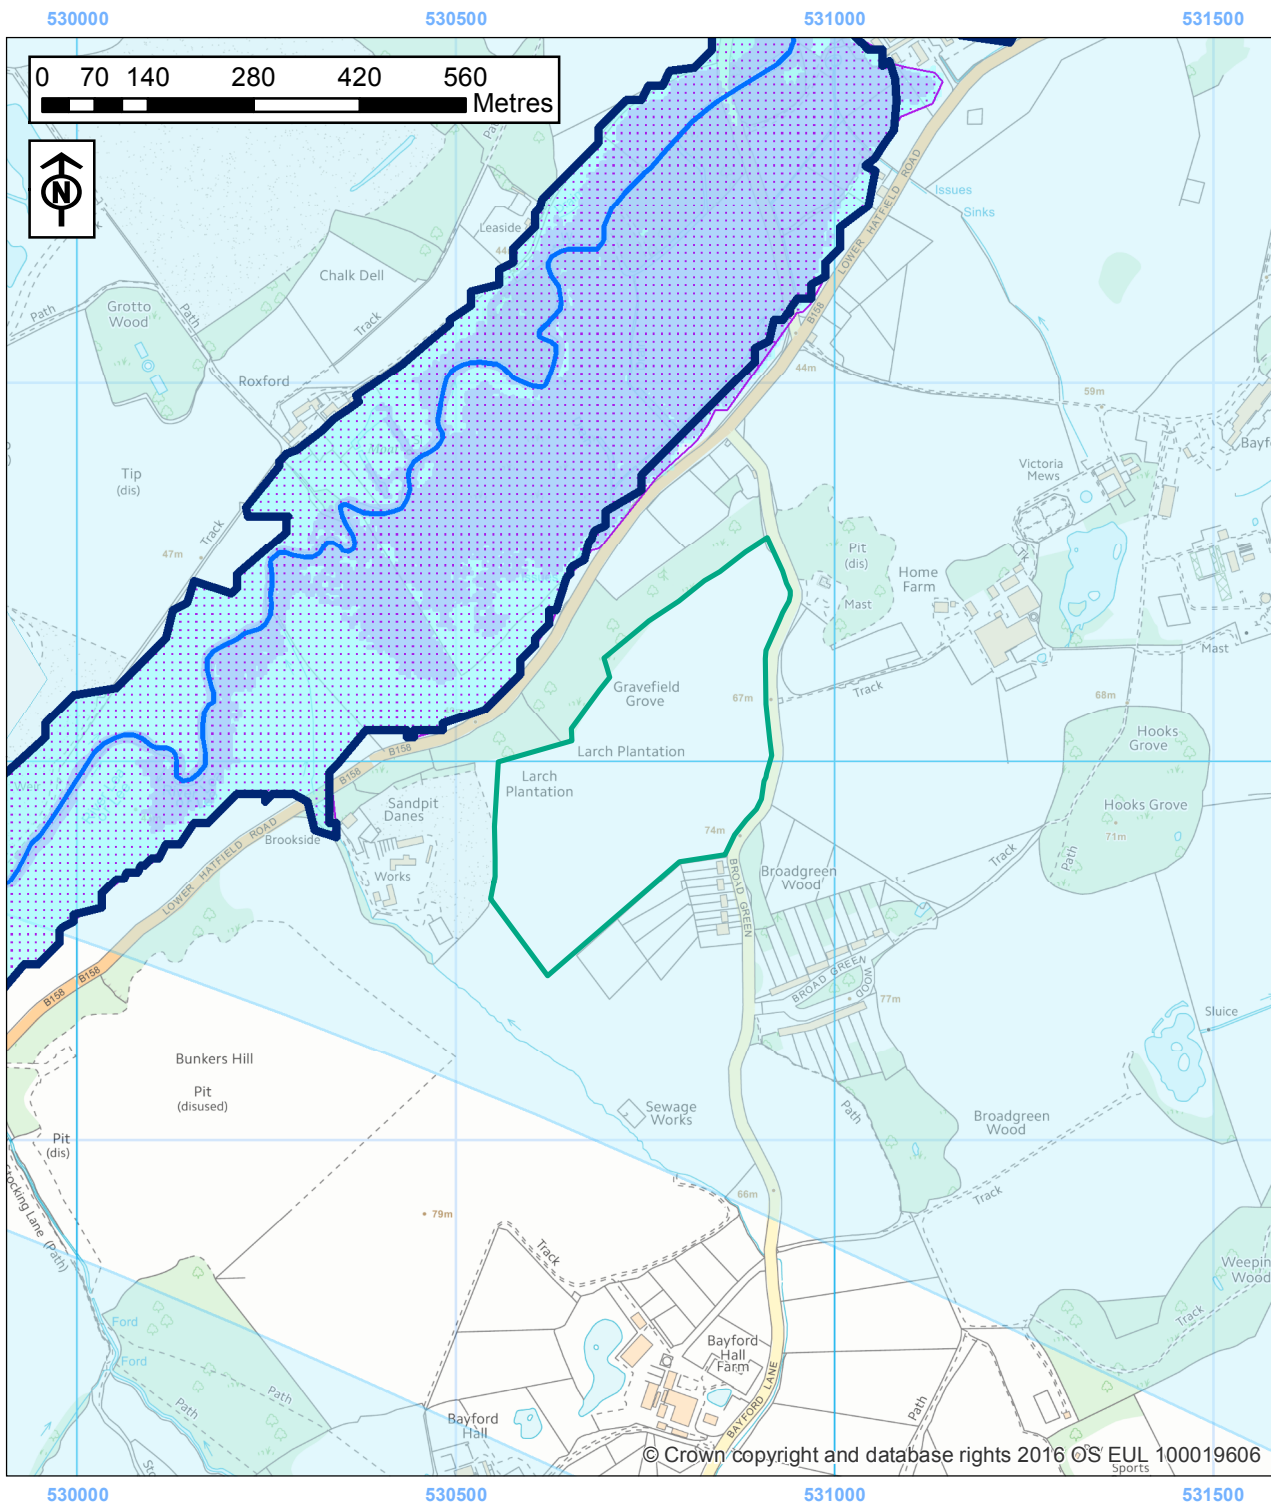 530000 530500 531000 531500
0 70 140 280 420 560
Metres
N
Path
Leaside
44
Issues
Sinks
LOWER HATFIELD ROAD
Chalk Dell
Path
Grotto
Wood
Path
Track
B158
44m
Roxford
59m
Tip
(dis)
Victoria
Mews
Track
47m
Pit
(dis)
Home
Farm
Mast
Mast
Gravefield
Grove
67m
Track
68m
Hooks
Grove
Larch Plantation
B158
Larch
Plantation
B158
Weir
Sandpit
Danes
Hooks Grove
71m
74m
Brookside
LOWER HATFIELD ROAD
Works
BROAD GREEN
Broadgreen
Wood
Track
Path
BROAD GREEN WOOD
77m
B158 B158
Sluice
Bunkers Hill
Pit
(disused)
Sewage
Works
Path
Broadgreen
Wood
Pit
(dis)
Stocking Lane (Path)
66m
Track
79m
Track
Weepin
Wood
Track
Ford
Ford
Bayford
Hall
Farm
BAYFORD LANE
Path
Path
Path
Bayford
Hall
© Crown copyright and database rights 2016 OS EUL 100019606
Sports
530000 530500 531000 531500